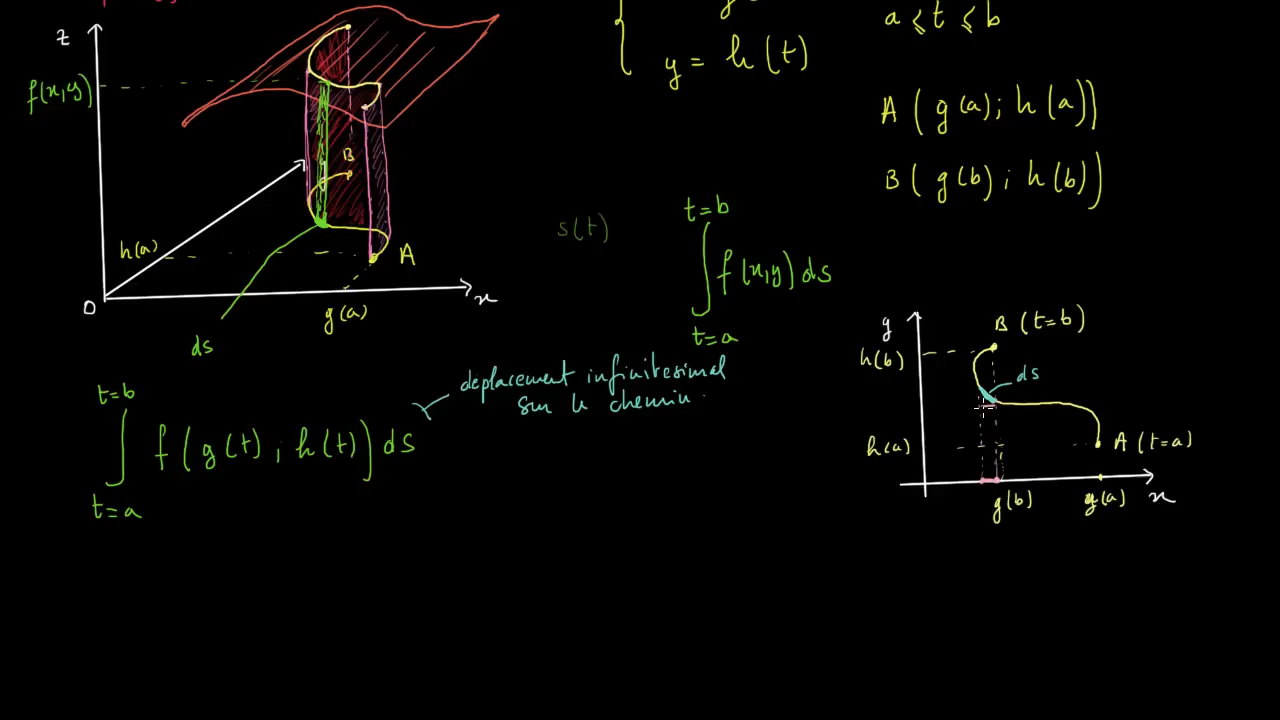 a ⩽ t ⩽ b
y = h(t)
A ( g(a) ; h(a) )
B ( g(b) ; h(b) )
z
f(x,y)
B
h(a)
A
0
x
g(a)
ds
s(t)
t=b
∫ f(x,y) ds
t=a
t=b
∫ f( g(t) ; h(t) ) ds
t=a
deplacement infinitesimal
sur le chemin.
y
B (t=b)
h(b)
ds
h(a)
A (t=a)
g(b)
g(a)
x